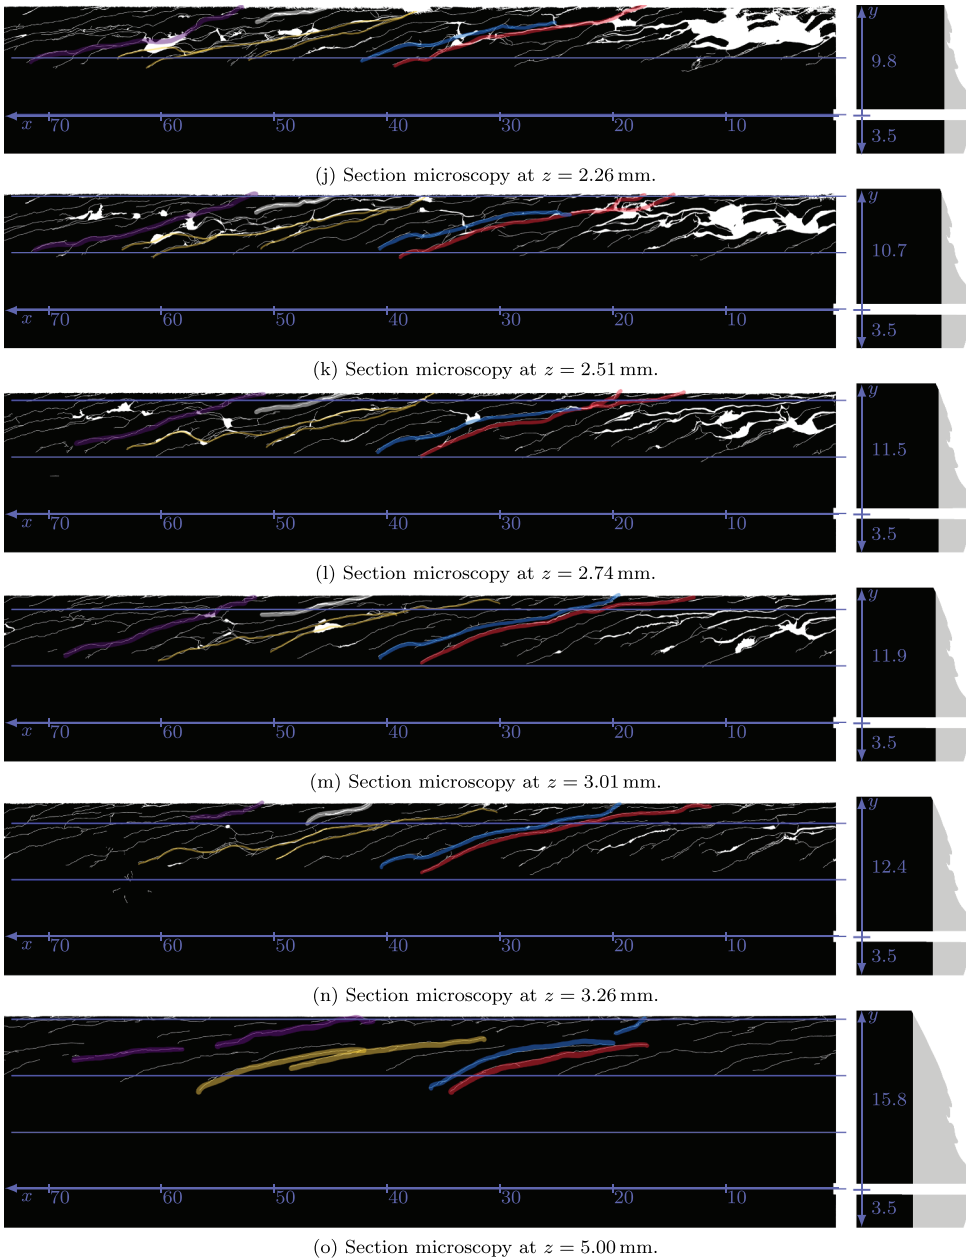 y
9.8
x 70 60 50 40 30 20 10
3.5
(j) Section microscopy at z = 2.26 mm.
y
10.7
x 70 60 50 40 30 20 10
3.5
(k) Section microscopy at z = 2.51 mm.
y
11.5
x 70 60 50 40 30 20 10
3.5
(l) Section microscopy at z = 2.74 mm.
y
11.9
x 70 60 50 40 30 20 10
3.5
(m) Section microscopy at z = 3.01 mm.
y
12.4
x 70 60 50 40 30 20 10
3.5
(n) Section microscopy at z = 3.26 mm.
y
15.8
x 70 60 50 40 30 20 10
3.5
(o) Section microscopy at z = 5.00 mm.